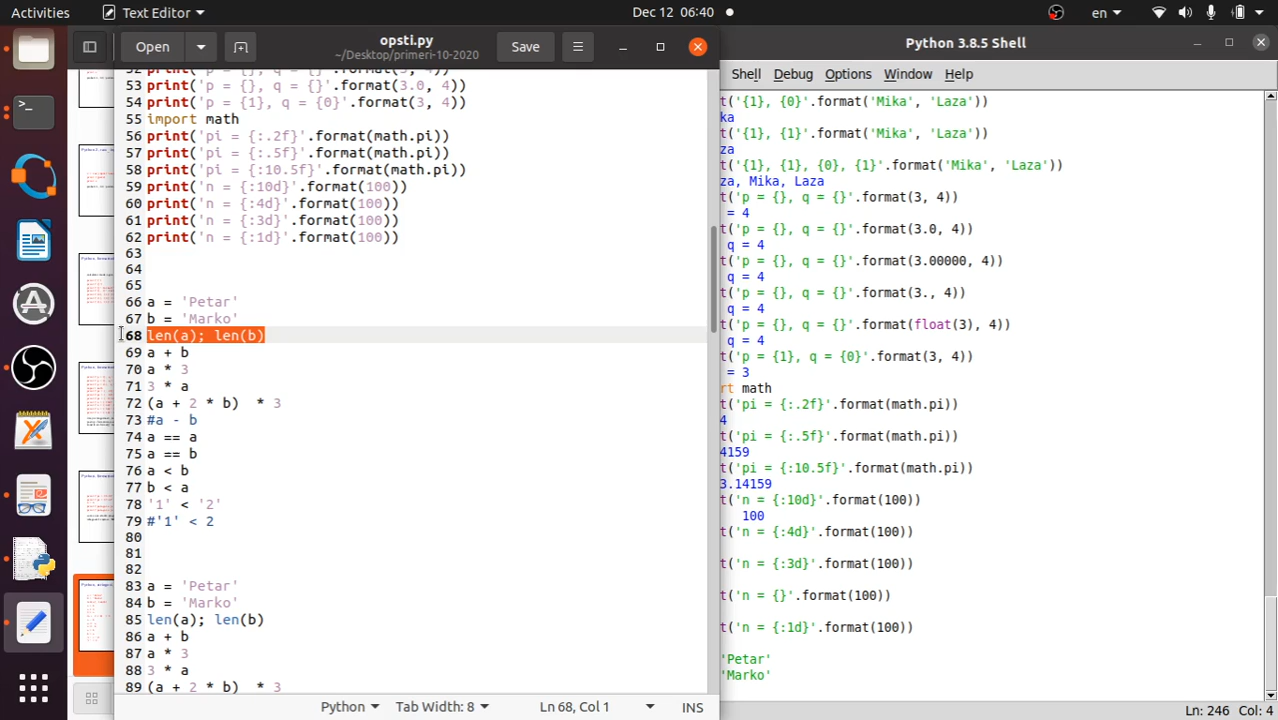 Activities
Text Editor
Dec 12 06:40
en
Open
opsti.py
~/Desktop/primeri-10-2020
Save
52 print('p = {}, q = {}'.format(3, 4))
53 print('p = {}, q = {}'.format(3.0, 4))
54 print('p = {1}, q = {0}'.format(3, 4))
55 import math
56 print('pi = {:.2f}'.format(math.pi))
57 print('pi = {:.5f}'.format(math.pi))
58 print('pi = {:10.5f}'.format(math.pi))
59 print('n = {:10d}'.format(100))
60 print('n = {:4d}'.format(100))
61 print('n = {:3d}'.format(100))
62 print('n = {:1d}'.format(100))
63
64
65
66 a = 'Petar'
67 b = 'Marko'
68 len(a); len(b)
69 a + b
70 a * 3
71 3 * a
72 (a + 2 * b)  * 3
73 #a - b
74 a == a
75 a == b
76 a < b
77 b < a
78 '1' < '2'
79 #'1' < 2
80
81
82
83 a = 'Petar'
84 b = 'Marko'
85 len(a); len(b)
86 a + b
87 a * 3
88 3 * a
89 (a + 2 * b)  * 3
Python
Tab Width: 8
Ln 68, Col 1
INS
Python 3.8.5 Shell
Shell Debug Options Window Help
t('{1}, {0}'.format('Mika', 'Laza'))
ka
t('{1}, {1}'.format('Mika', 'Laza'))
za
t('{1}, {1}, {0}, {1}'.format('Mika', 'Laza'))
za, Mika, Laza
t('p = {}, q = {}'.format(3, 4))
= 4
t('p = {}, q = {}'.format(3.0, 4))
q = 4
t('p = {}, q = {}'.format(3.00000, 4))
q = 4
t('p = {}, q = {}'.format(3., 4))
q = 4
t('p = {}, q = {}'.format(float(3), 4))
q = 4
t('p = {1}, q = {0}'.format(3, 4))
= 3
rt math
t('pi = {:.2f}'.format(math.pi))
4
t('pi = {:.5f}'.format(math.pi))
4159
t('pi = {:10.5f}'.format(math.pi))
3.14159
t('n = {:10d}'.format(100))
100
t('n = {:4d}'.format(100))
t('n = {:3d}'.format(100))
t('n = {}'.format(100))
t('n = {:1d}'.format(100))
'Petar'
'Marko'
Ln: 246 Col: 4